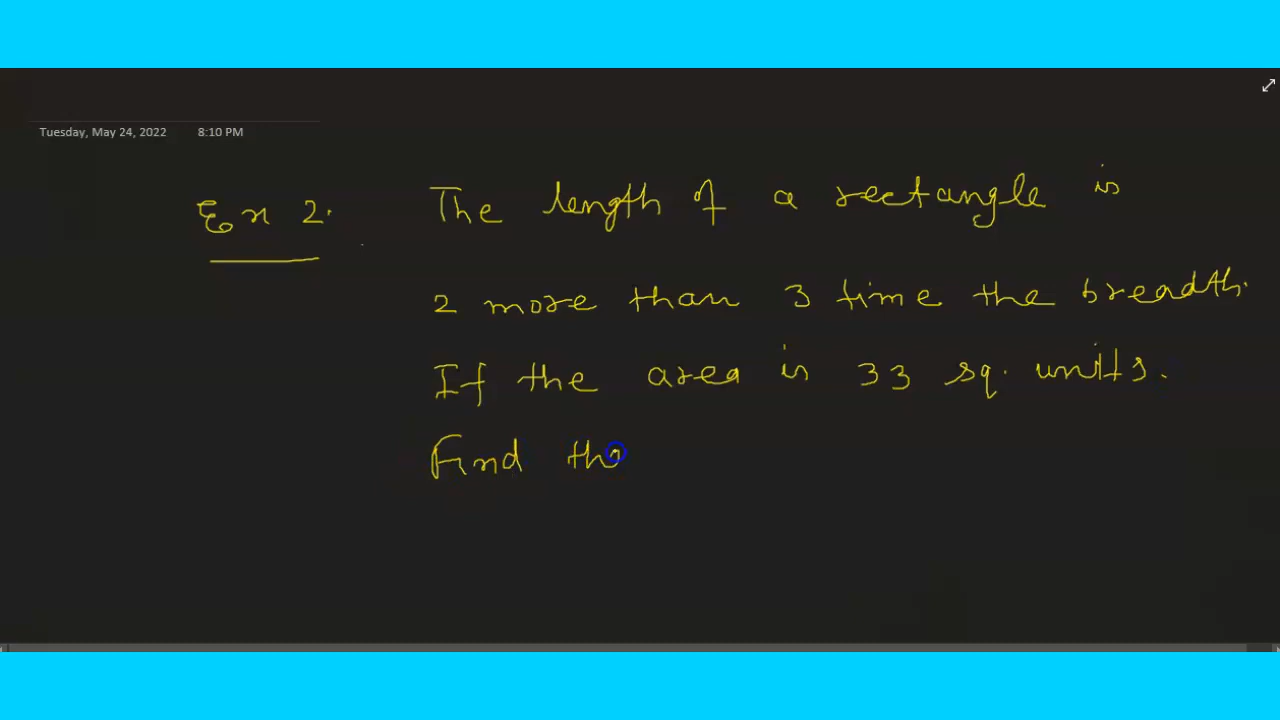 Tuesday, May 24, 2022 8:10 PM
Ex 2. The length of a rectangle is
2 more than 3 time the breadth.
If the area is 33 sq. units.
Find the